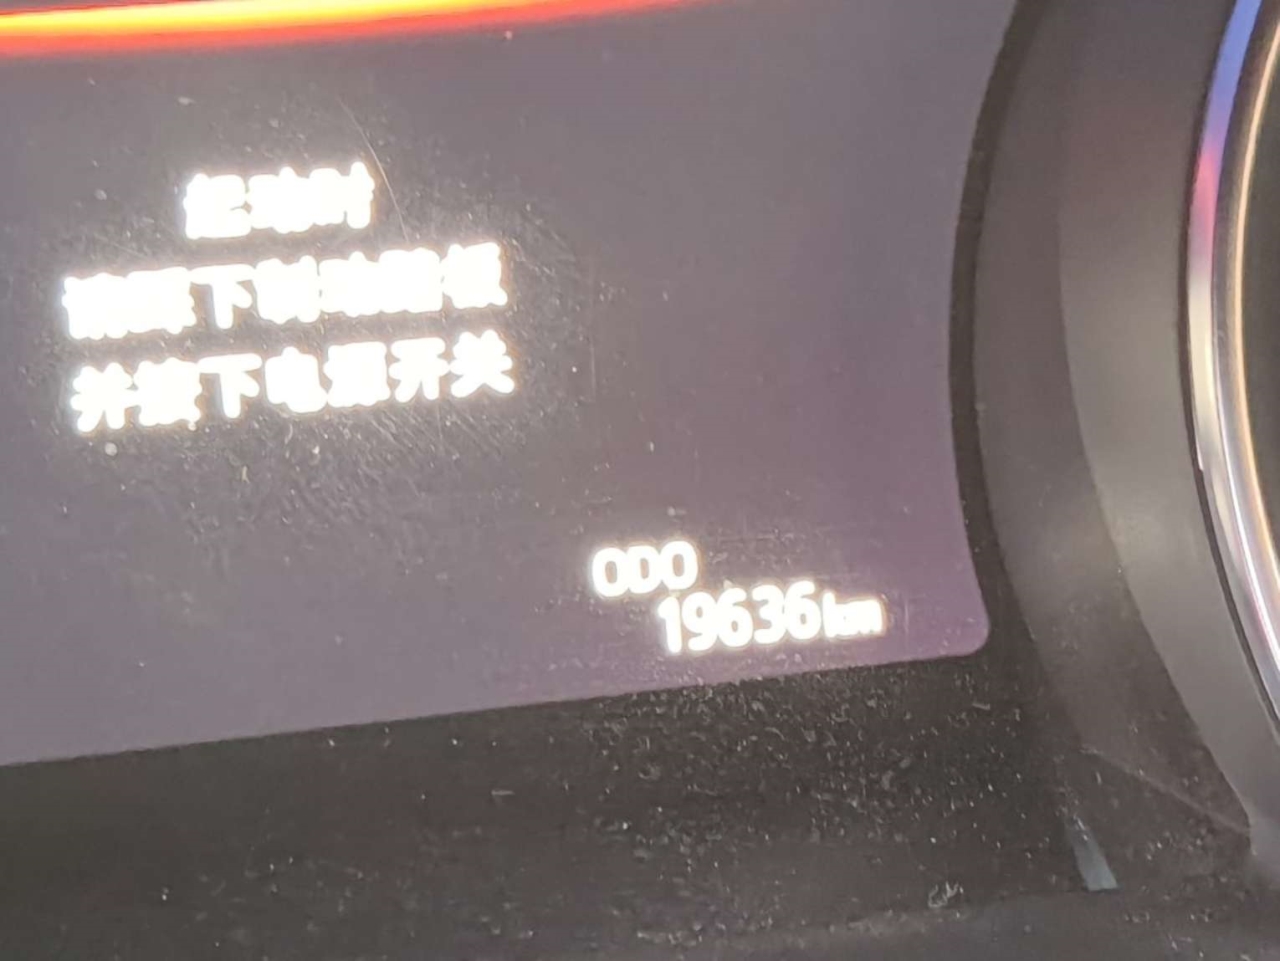 起动时
请踩下制动踏板
并按下电源开关
ODO
19636km